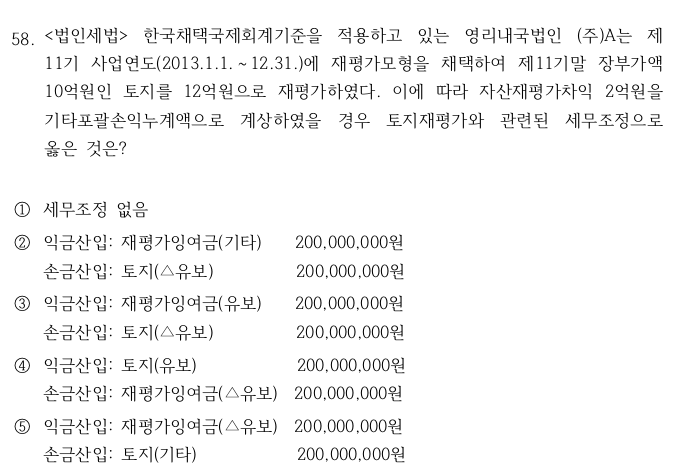 58. <법인세법> 한국채택국제회계기준을 적용하고 있는 영리내국법인 (주)A는 제
11기 사업연도(2013.1.1. ~ 12.31.)에 재평가모형을 채택하여 제11기말 장부가액
10억원인 토지를 12억원으로 재평가하였다. 이에 따라 자산재평가차익 2억원을
기타포괄손익누계액으로 계상하였을 경우 토지재평가와 관련된 세무조정으로
옳은 것은?
① 세무조정 없음
② 익금산입: 재평가잉여금(기타) 200,000,000원
손금산입: 토지(△유보) 200,000,000원
③ 익금산입: 재평가잉여금(유보) 200,000,000원
손금산입: 토지(△유보) 200,000,000원
④ 익금산입: 토지(유보) 200,000,000원
손금산입: 재평가잉여금(△유보) 200,000,000원
⑤ 익금산입: 재평가잉여금(△유보) 200,000,000원
손금산입: 토지(기타) 200,000,000원